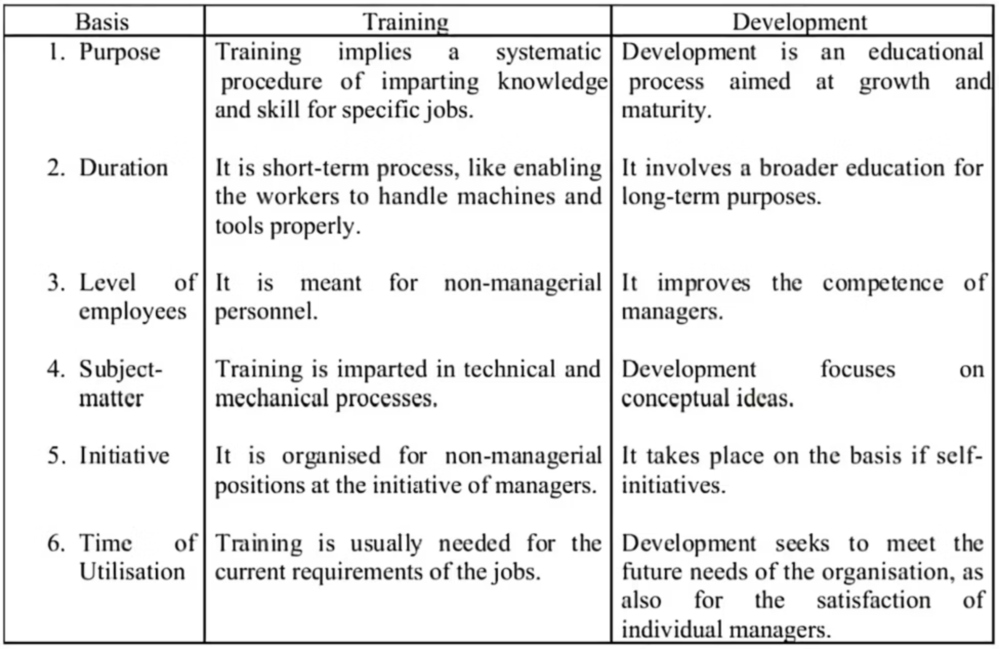 Basis Training Development
1. Purpose Training implies a systematic Development is an educational
procedure of imparting knowledge process aimed at growth and
and skill for specific jobs. maturity.
2. Duration It is short-term process, like enabling It involves a broader education for
the workers to handle machines and long-term purposes.
tools properly.
3. Level of It is meant for non-managerial It improves the competence of
employees personnel. managers.
4. Subject- Training is imparted in technical and Development focuses on
matter mechanical processes. conceptual ideas.
5. Initiative It is organised for non-managerial It takes place on the basis if self-
positions at the initiative of managers. initiatives.
6. Time of Training is usually needed for the Development seeks to meet the
Utilisation current requirements of the jobs. future needs of the organisation, as
also for the satisfaction of
individual managers.